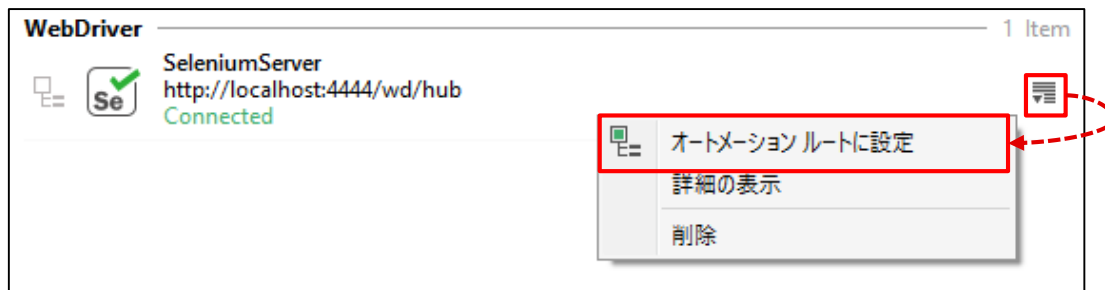 WebDriver 1 Item
SeleniumServer
Se http://localhost:4444/wd/hub
Connected
オートメーション ルートに設定
詳細の表示
削除